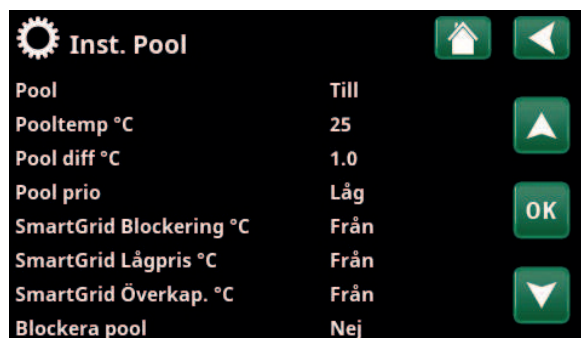 Inst. Pool
Pool Till
Pooltemp °C 25
Pool diff °C 1.0
Pool prio Låg
OK
SmartGrid Blockering °C Från
SmartGrid Lågpris °C Från
SmartGrid Överkap. °C Från
Blockera pool Nej